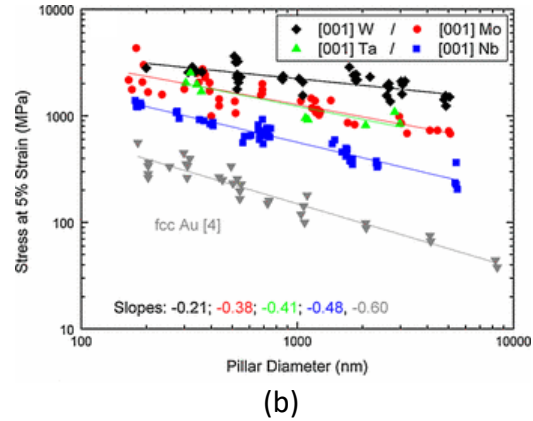 (b)
[001] W / [001] Mo
[001] Ta / [001] Nb
Stress at 5% Strain (MPa)
10000
1000
100
10
fcc Au [4]
Slopes: -0.21; -0.38; -0.41; -0.48, -0.60
100 1000 10000
Pillar Diameter (nm)
(b)